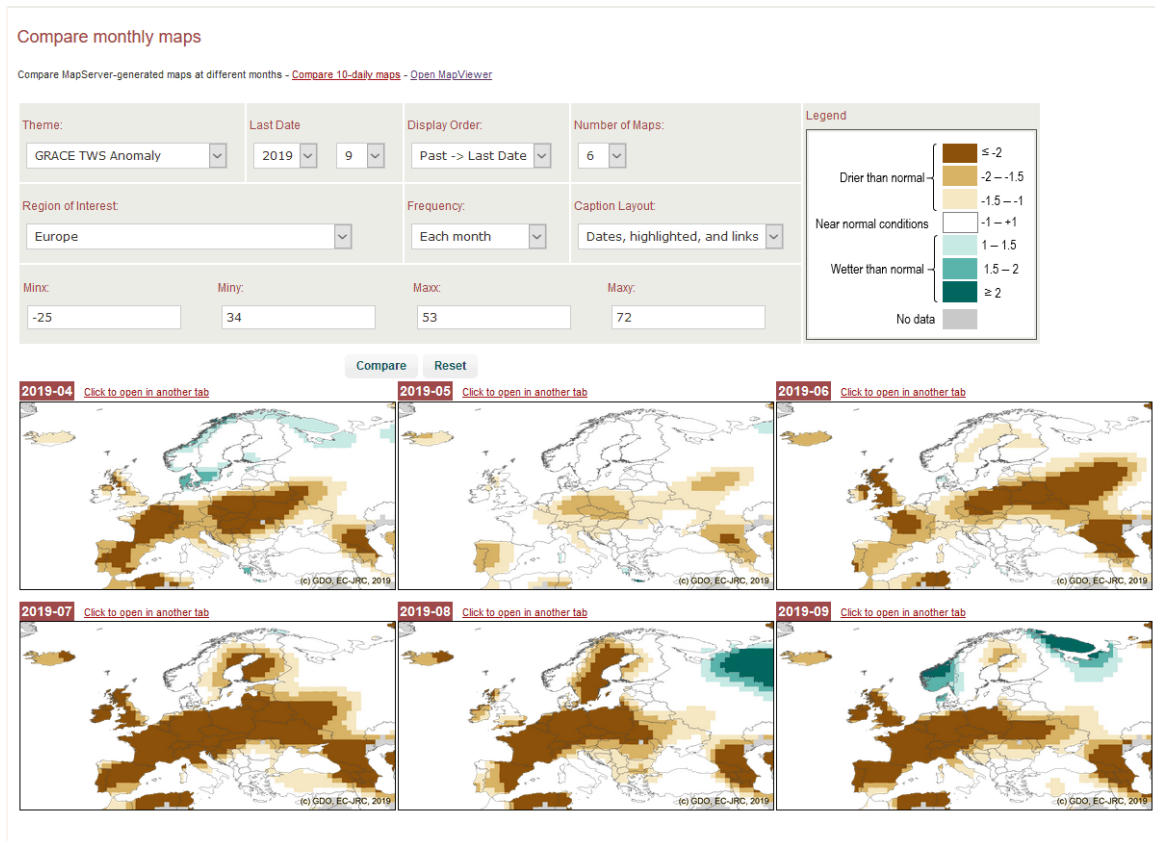 Compare monthly maps
Compare MapServer-generated maps at different months - Compare 10-daily maps - Open MapViewer
Theme:
GRACE TWS Anomaly
Last Date
2019
9
Display Order:
Past -> Last Date
Number of Maps:
6
Region of Interest:
Europe
Frequency:
Each month
Caption Layout:
Dates, highlighted, and links
Minx:
-25
Miny:
34
Maxx:
53
Maxy:
72
Legend
Drier than normal
≤ -2
-2 – -1.5
-1.5 – -1
Near normal conditions
-1 – +1
Wetter than normal
1 – 1.5
1.5 – 2
≥ 2
No data
Compare
Reset
2019-04 Click to open in another tab
(c) GDO, EC-JRC, 2019
2019-05 Click to open in another tab
(c) GDO, EC-JRC, 2019
2019-06 Click to open in another tab
(c) GDO, EC-JRC, 2019
2019-07 Click to open in another tab
(c) GDO, EC-JRC, 2019
2019-08 Click to open in another tab
(c) GDO, EC-JRC, 2019
2019-09 Click to open in another tab
(c) GDO, EC-JRC, 2019